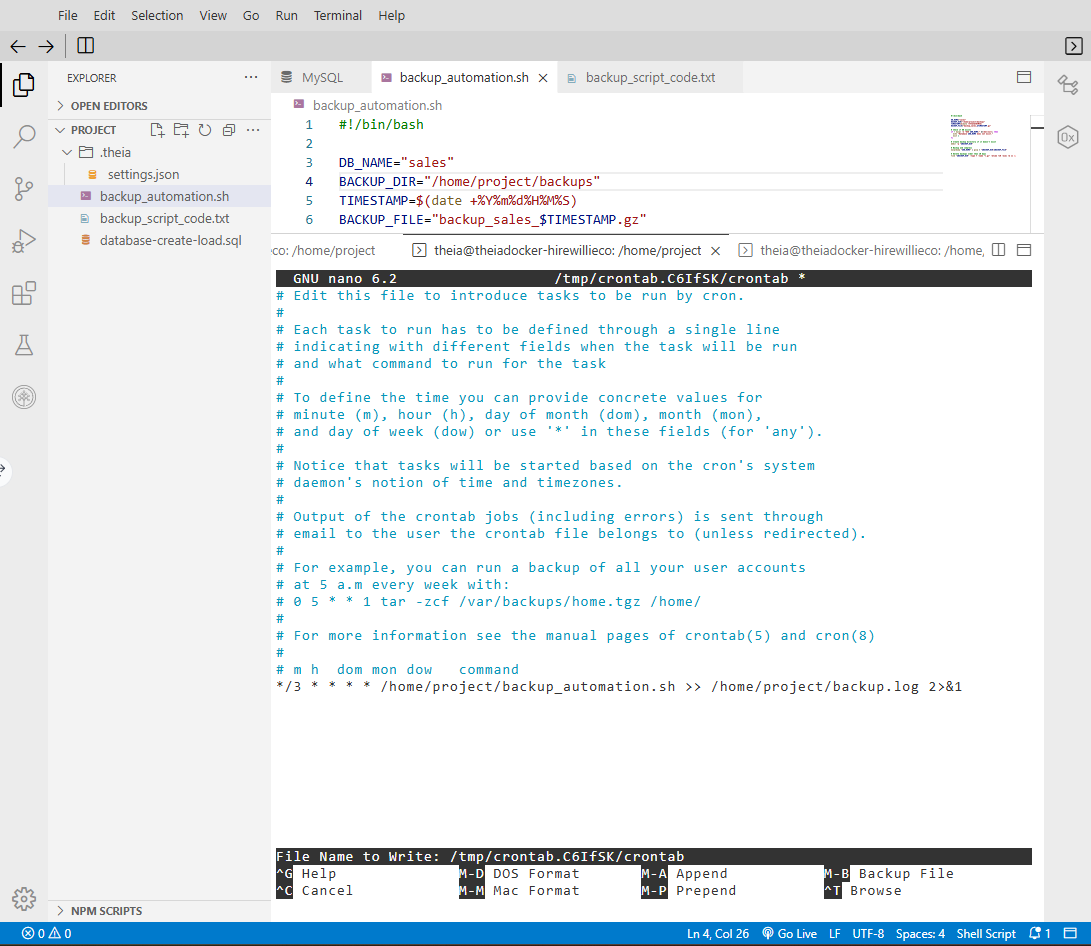 File Edit Selection View Go Run Terminal Help
EXPLORER
OPEN EDITORS
PROJECT
.theia
settings.json
backup_automation.sh
backup_script_code.txt
database-create-load.sql
NPM SCRIPTS
MySQL backup_automation.sh backup_script_code.txt
backup_automation.sh
1 #!/bin/bash
2
3 DB_NAME="sales"
4 BACKUP_DIR="/home/project/backups"
5 TIMESTAMP=$(date +%Y%m%d%H%M%S)
6 BACKUP_FILE="backup_sales_$TIMESTAMP.gz"
eco: /home/project theia@theiadocker-hirewillieco: /home/project theia@theiadocker-hirewillieco: /home,
GNU nano 6.2 /tmp/crontab.C6IfSK/crontab *
# Edit this file to introduce tasks to be run by cron.
#
# Each task to run has to be defined through a single line
# indicating with different fields when the task will be run
# and what command to run for the task
#
# To define the time you can provide concrete values for
# minute (m), hour (h), day of month (dom), month (mon),
# and day of week (dow) or use '*' in these fields (for 'any').
#
# Notice that tasks will be started based on the cron's system
# daemon's notion of time and timezones.
#
# Output of the crontab jobs (including errors) is sent through
# email to the user the crontab file belongs to (unless redirected).
#
# For example, you can run a backup of all your user accounts
# at 5 a.m every week with:
# 0 5 * * 1 tar -zcf /var/backups/home.tgz /home/
#
# For more information see the manual pages of crontab(5) and cron(8)
#
# m h  dom mon dow   command
*/3 * * * * /home/project/backup_automation.sh >> /home/project/backup.log 2>&1
File Name to Write: /tmp/crontab.C6IfSK/crontab
^G Help M-D DOS Format M-A Append M-B Backup File
^C Cancel M-M Mac Format M-P Prepend ^T Browse
0 0 Ln 4, Col 26 Go Live LF UTF-8 Spaces: 4 Shell Script 1
0x